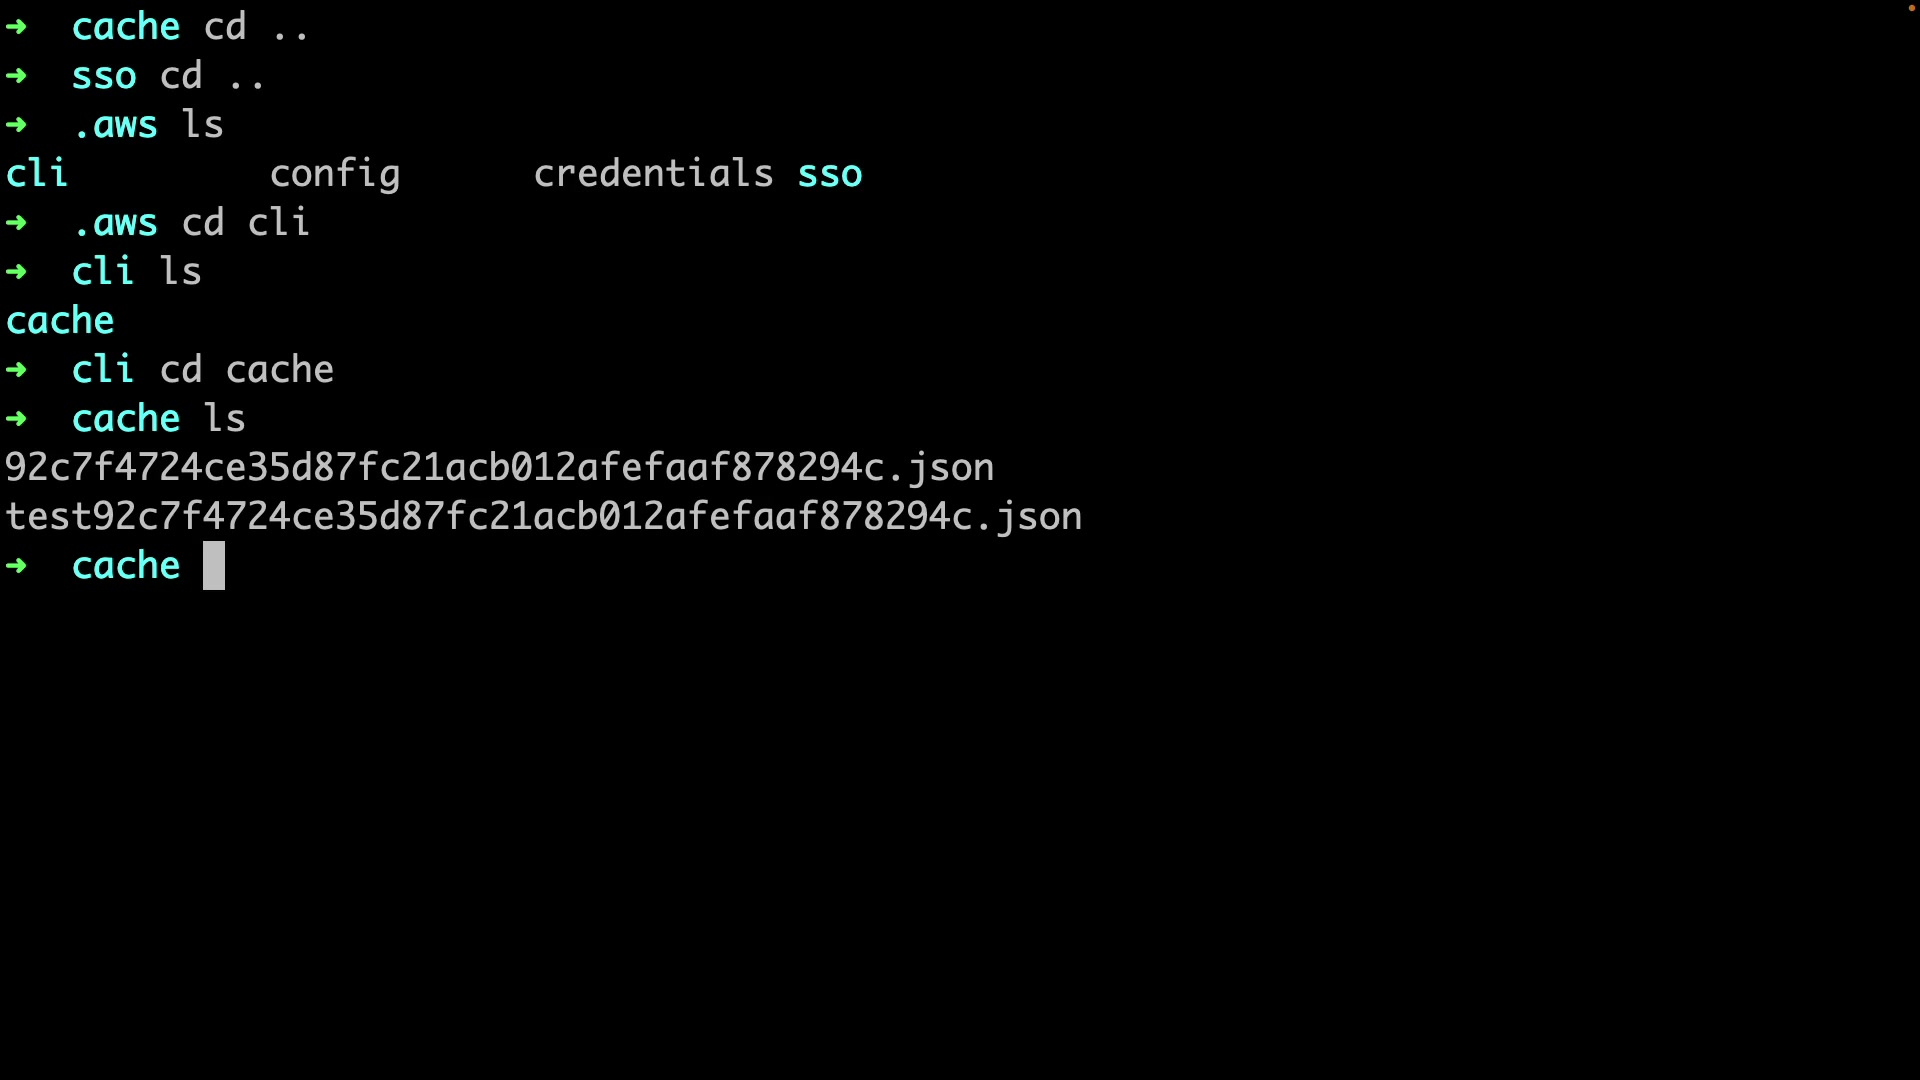 ➜  cache cd ..
➜  sso cd ..
➜  .aws ls
cli         config      credentials sso
➜  .aws cd cli
➜  cli ls
cache
➜  cli cd cache
➜  cache ls
92c7f4724ce35d87fc21acb012afefaaf878294c.json
test92c7f4724ce35d87fc21acb012afefaaf878294c.json
➜  cache